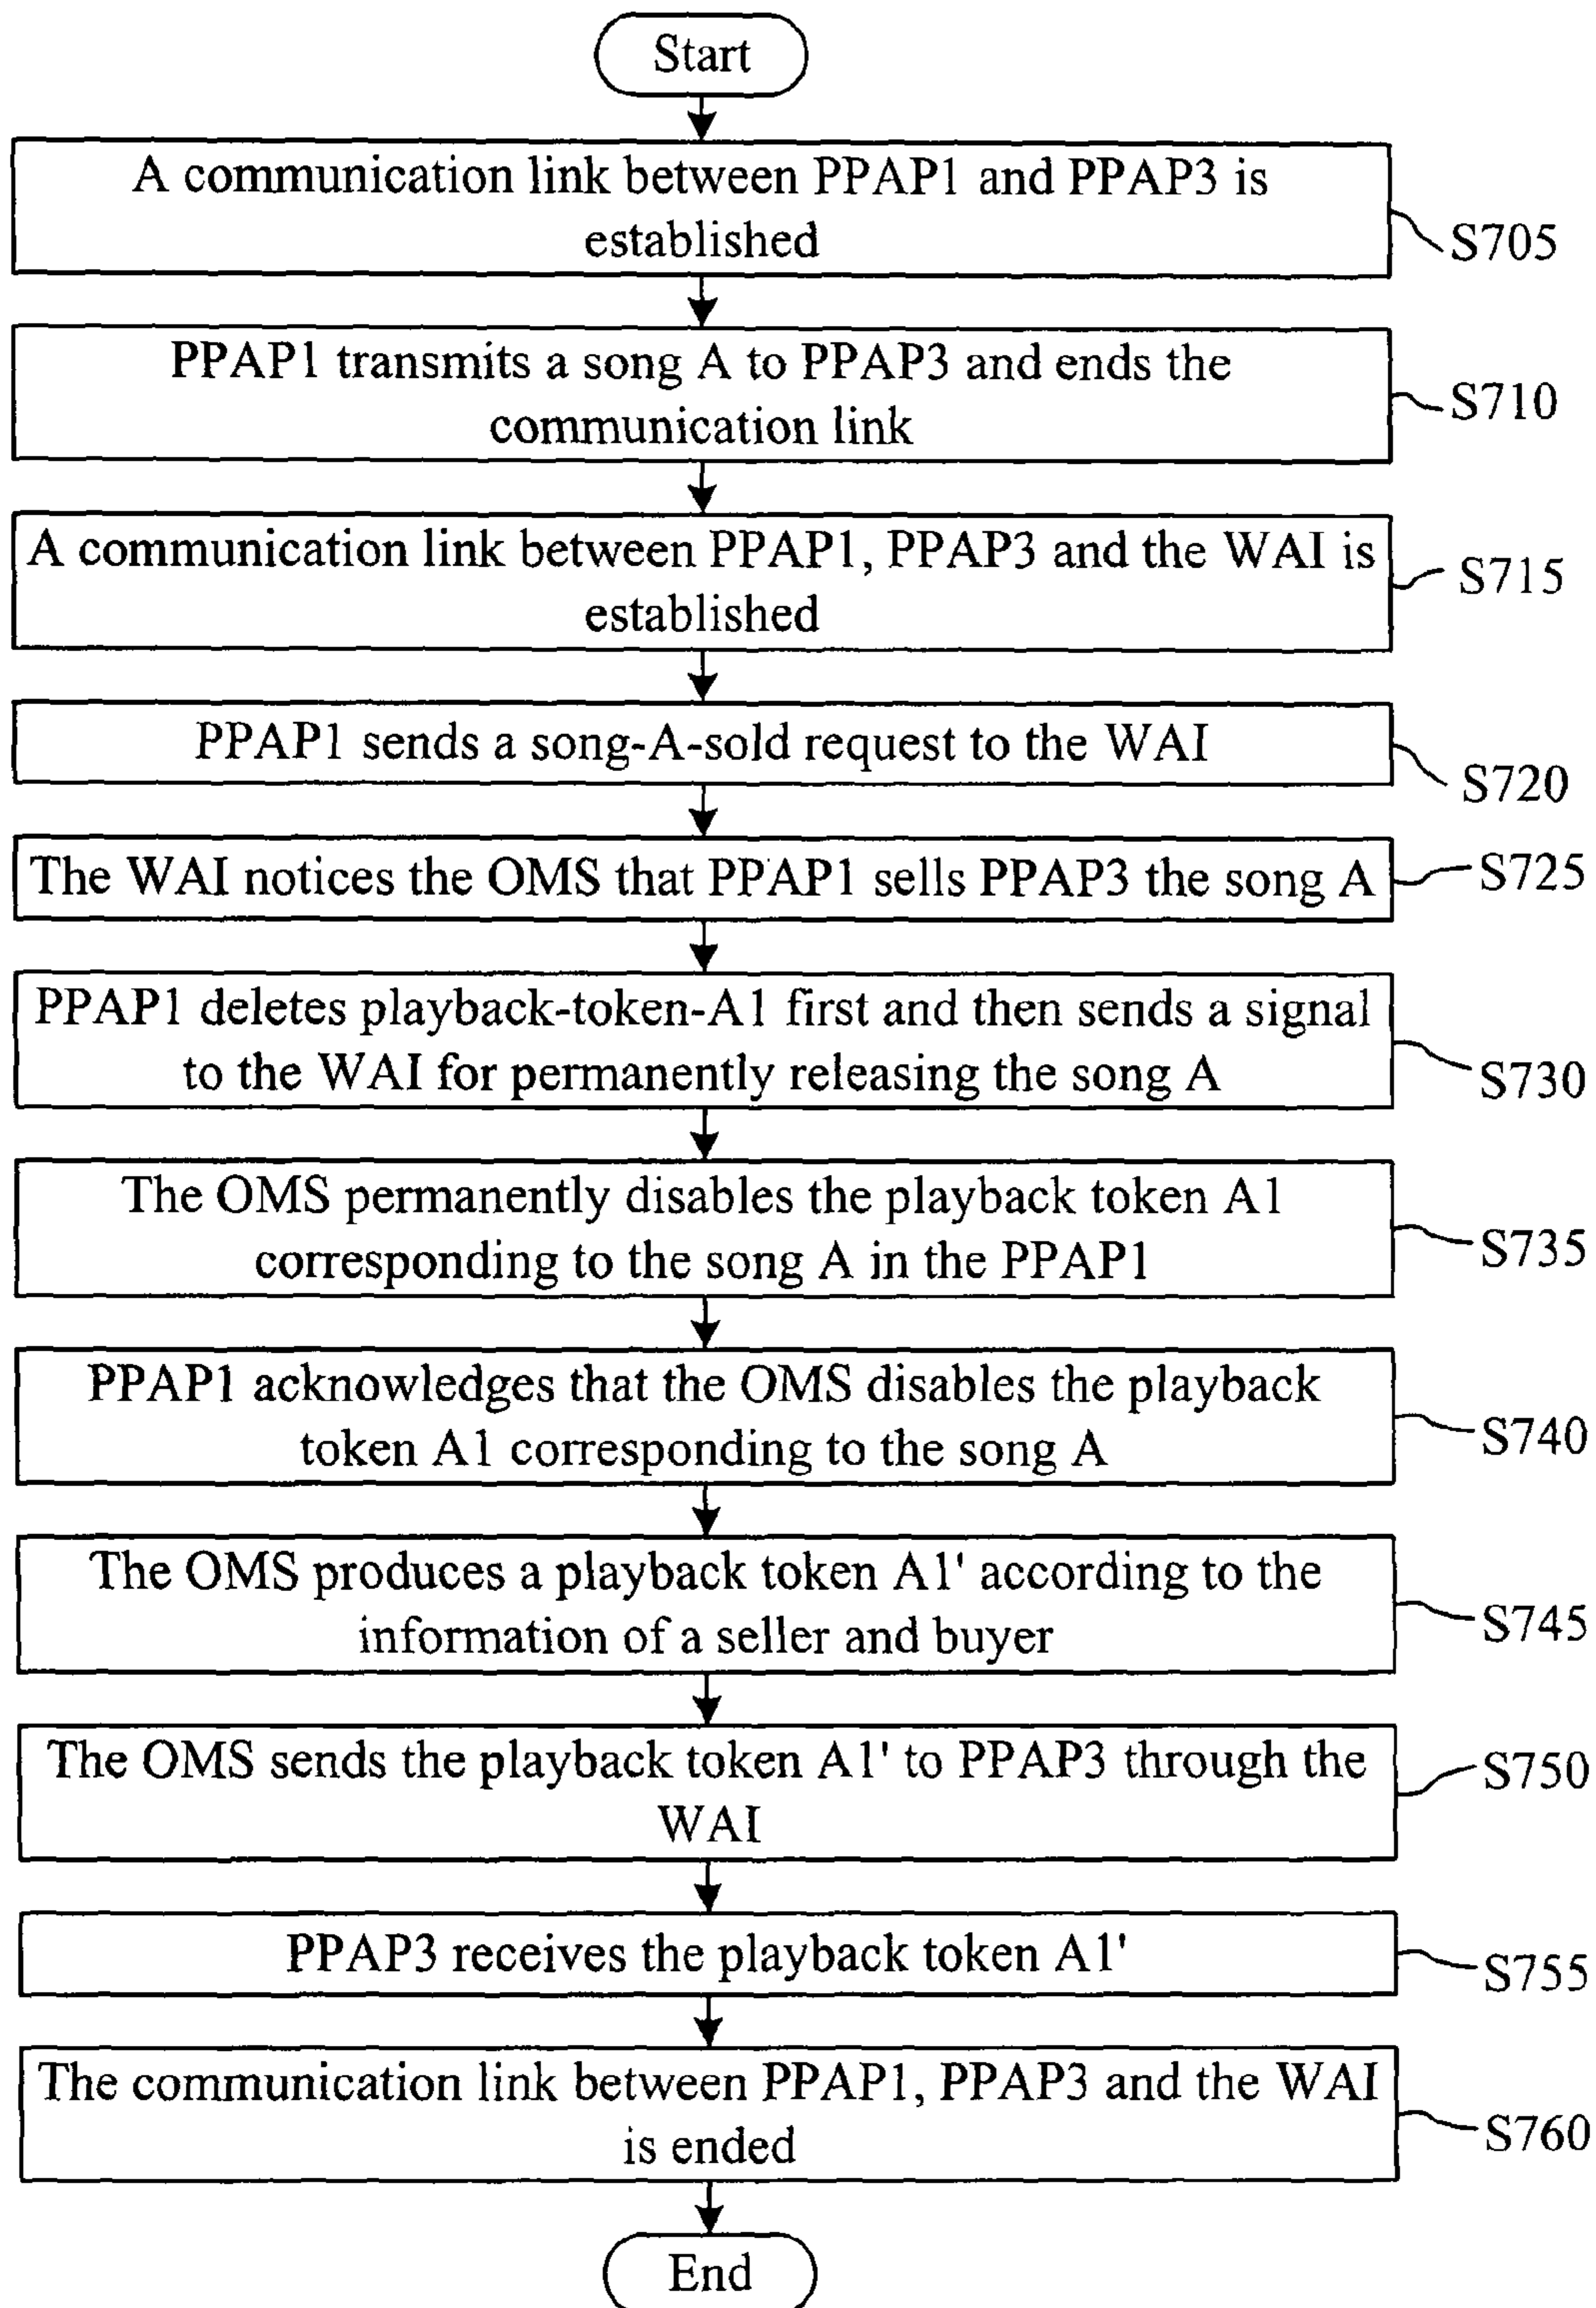 Start
A communication link between PPAP1 and PPAP3 is
established
S705
PPAP1 transmits a song A to PPAP3 and ends the
communication link
S710
A communication link between PPAP1, PPAP3 and the WAI is
established
S715
PPAP1 sends a song-A-sold request to the WAI
S720
The WAI notices the OMS that PPAP1 sells PPAP3 the song A
S725
PPAP1 deletes playback-token-A1 first and then sends a signal
to the WAI for permanently releasing the song A
S730
The OMS permanently disables the playback token A1
corresponding to the song A in the PPAP1
S735
PPAP1 acknowledges that the OMS disables the playback
token A1 corresponding to the song A
S740
The OMS produces a playback token A1' according to the
information of a seller and buyer
S745
The OMS sends the playback token A1' to PPAP3 through the
WAI
S750
PPAP3 receives the playback token A1'
S755
The communication link between PPAP1, PPAP3 and the WAI
is ended
S760
End